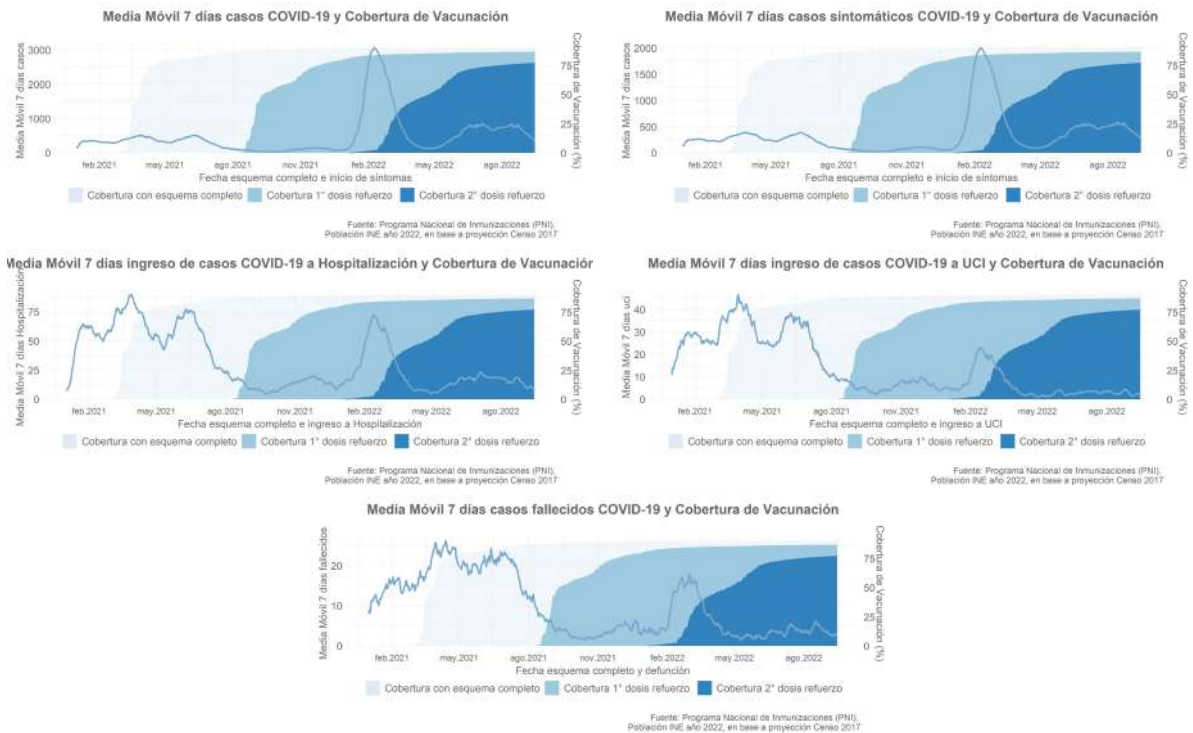 Media Móvil 7 días casos COVID-19 y Cobertura de Vacunación
Media Móvil 7 días casos
3000
2000
1000
0
Cobertura de Vacunación (%)
75
50
25
0
feb.2021 may.2021 ago.2021 nov.2021 feb.2022 may.2022 ago.2022
Fecha esquema completo e inicio de síntomas
Cobertura con esquema completo Cobertura 1° dosis refuerzo Cobertura 2° dosis refuerzo
Fuente: Programa Nacional de Inmunizaciones (PNI),
Población INE año 2022, en base a proyección Censo 2017
Media Móvil 7 días casos sintomáticos COVID-19 y Cobertura de Vacunación
Media Móvil 7 días casos
2000
1500
1000
500
0
Cobertura de Vacunación (%)
75
50
25
0
feb.2021 may.2021 ago.2021 nov.2021 feb.2022 may.2022 ago.2022
Fecha esquema completo e inicio de síntomas
Cobertura con esquema completo Cobertura 1° dosis refuerzo Cobertura 2° dosis refuerzo
Fuente: Programa Nacional de Inmunizaciones (PNI),
Población INE año 2022, en base a proyección Censo 2017
Media Móvil 7 días ingreso de casos COVID-19 a Hospitalización y Cobertura de Vacunación
Media Móvil 7 días Hospitalización
75
50
25
0
Cobertura de Vacunación (%)
75
50
25
0
feb.2021 may.2021 ago.2021 nov.2021 feb.2022 may.2022 ago.2022
Fecha esquema completo e ingreso a Hospitalización
Cobertura con esquema completo Cobertura 1° dosis refuerzo Cobertura 2° dosis refuerzo
Fuente: Programa Nacional de Inmunizaciones (PNI),
Población INE año 2022, en base a proyección Censo 2017
Media Móvil 7 días ingreso de casos COVID-19 a UCI y Cobertura de Vacunación
Media Móvil 7 días uci
40
30
20
10
0
Cobertura de Vacunación (%)
75
50
25
0
feb.2021 may.2021 ago.2021 nov.2021 feb.2022 may.2022 ago.2022
Fecha esquema completo e ingreso a UCI
Cobertura con esquema completo Cobertura 1° dosis refuerzo Cobertura 2° dosis refuerzo
Fuente: Programa Nacional de Inmunizaciones (PNI),
Población INE año 2022, en base a proyección Censo 2017
Media Móvil 7 días casos fallecidos COVID-19 y Cobertura de Vacunación
Media Móvil 7 días fallecidos
20
10
0
Cobertura de Vacunación (%)
75
50
25
0
feb.2021 may.2021 ago.2021 nov.2021 feb.2022 may.2022 ago.2022
Fecha esquema completo y defunción
Cobertura con esquema completo Cobertura 1° dosis refuerzo Cobertura 2° dosis refuerzo
Fuente: Programa Nacional de Inmunizaciones (PNI),
Población INE año 2022, en base a proyección Censo 2017